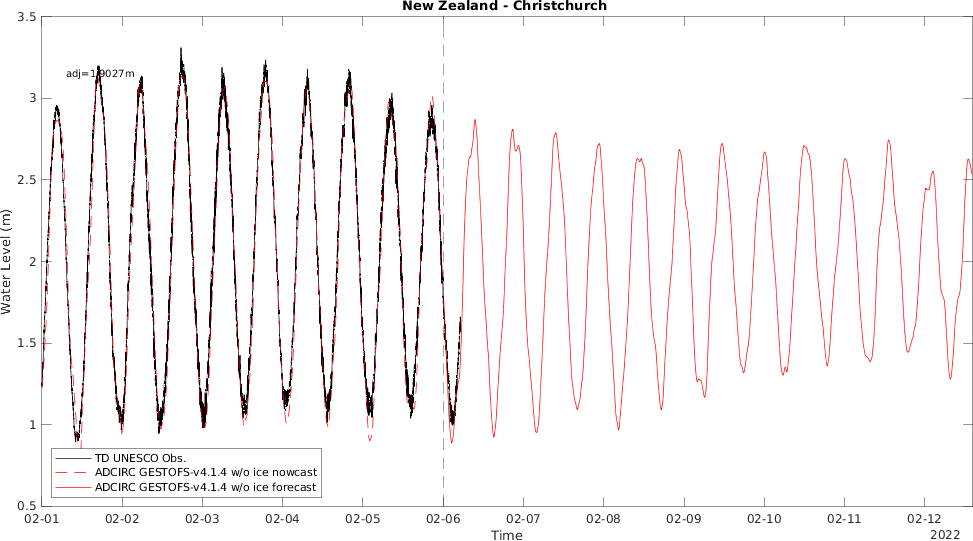 New Zealand - Christchurch
adj=1.9027m
3
2.5
2
1.5
1
0.5
Water Level (m)
TD UNESCO Obs.
ADCIRC GESTOFS-v4.1.4 w/o ice nowcast
ADCIRC GESTOFS-v4.1.4 w/o ice forecast
02-01 02-02 02-03 02-04 02-05 02-06 02-07 02-08 02-09 02-10 02-11 02-12
Time
2022
3.5